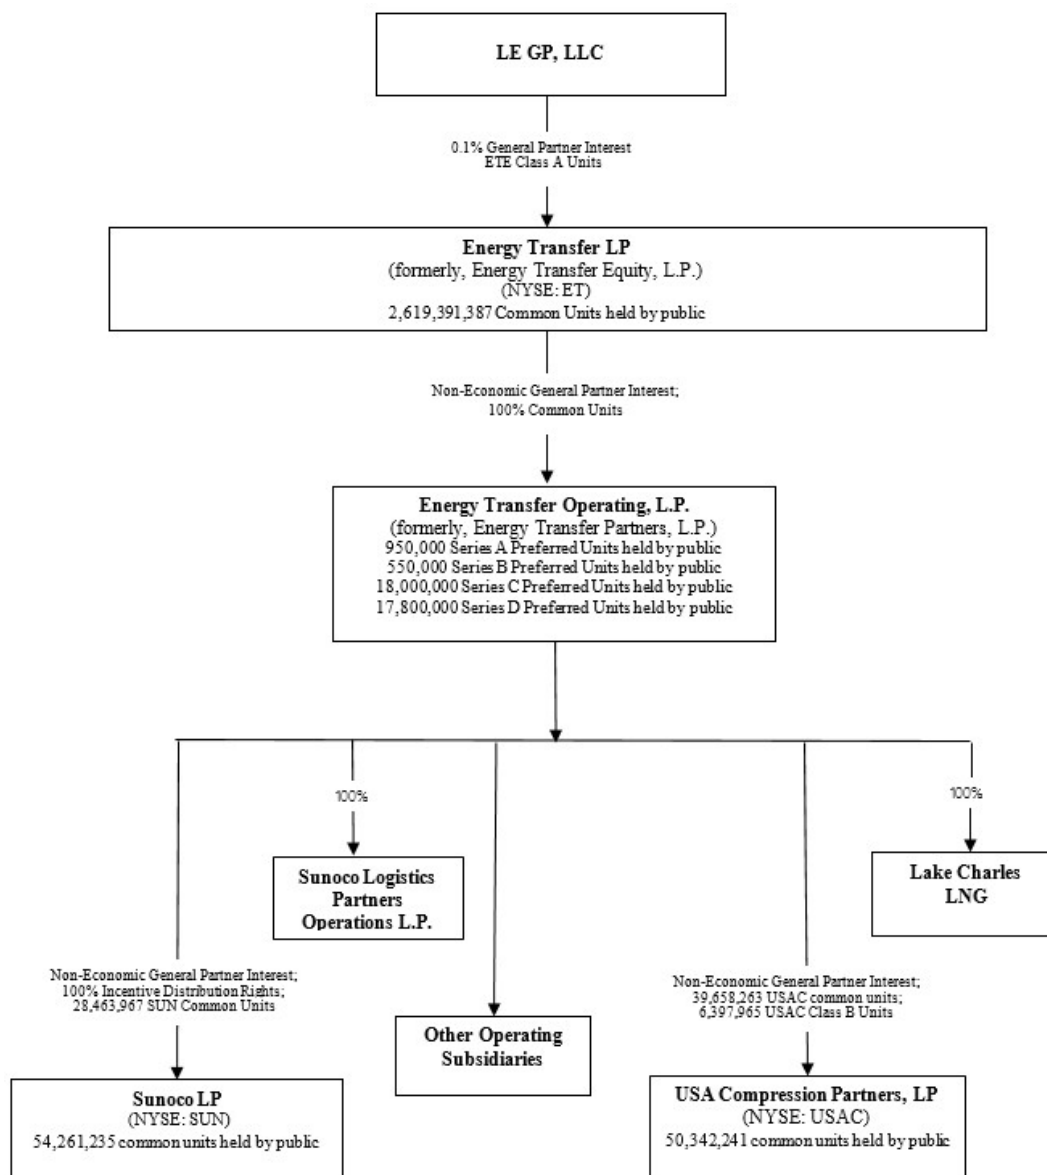 LE GP, LLC
0.1% General Partner Interest
ETE Class A Units
Energy Transfer LP
(formerly, Energy Transfer Equity, L.P.)
(NYSE: ET)
2,619,391,387 Common Units held by public
Non-Economic General Partner Interest;
100% Common Units
Energy Transfer Operating, L.P.
(formerly, Energy Transfer Partners, L.P.)
950,000 Series A Preferred Units held by public
550,000 Series B Preferred Units held by public
18,000,000 Series C Preferred Units held by public
17,800,000 Series D Preferred Units held by public
100%
100%
Sunoco Logistics
Partners
Operations L.P.
Lake Charles
LNG
Non-Economic General Partner Interest;
100% Incentive Distribution Rights;
28,463,967 SUN Common Units
Non-Economic General Partner Interest;
39,658,263 USAC common units;
6,397,965 USAC Class B Units
Other Operating
Subsidiaries
Sunoco LP
(NYSE: SUN)
54,261,235 common units held by public
USA Compression Partners, LP
(NYSE: USAC)
50,342,241 common units held by public